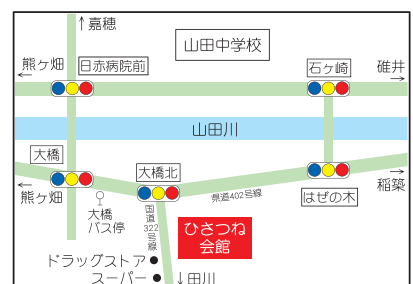 ↑嘉穂
山田中学校
熊ヶ畑
←
日赤病院前
石ヶ崎
碓井
→
山田川
大橋
大橋北
熊ヶ畑
←
大橋
バス停
国道322号線
県道402号線
はぜの木
稲築
→
ひさつね
会館
ドラッグストア
スーパー
↓田川